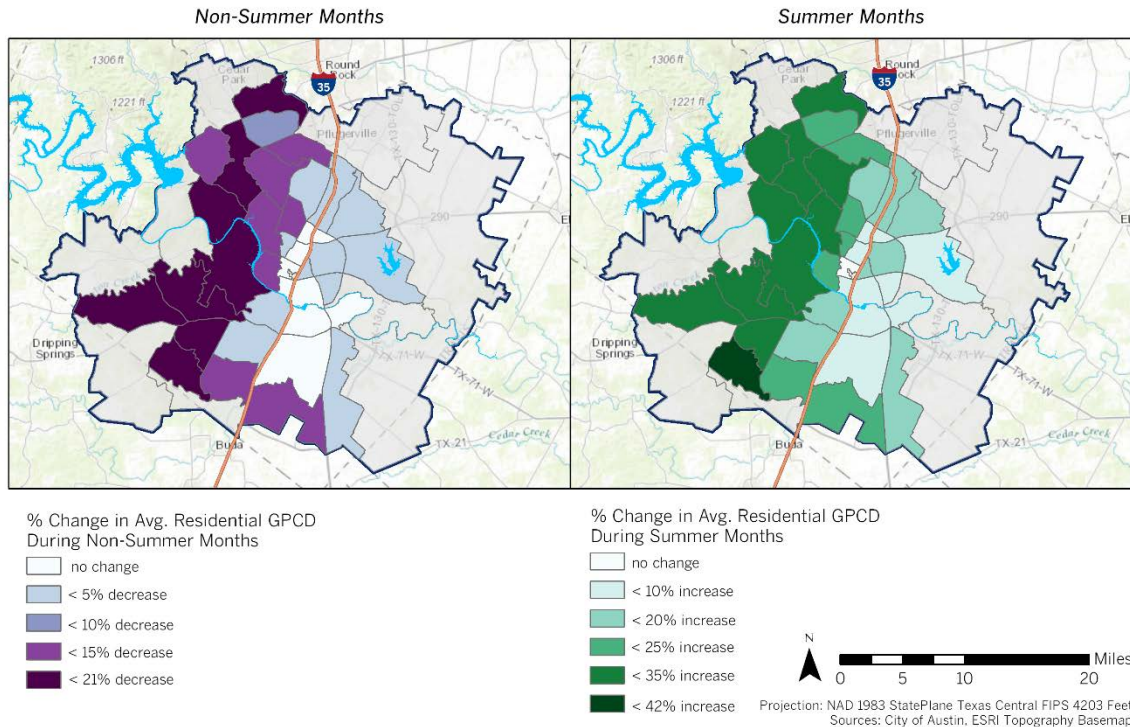 Non-Summer Months
Summer Months
1306 ft
Cedar Park
Round Rock
35
1221 ft
Pflugerville
290
Dripping Springs
TX-71-W
Buda
TX-21
Cedar Creek
1306 ft
Cedar Park
Round Rock
35
1221 ft
Pflugerville
290
Dripping Springs
TX-71-W
Buda
TX-21
Cedar Creek
% Change in Avg. Residential GPCD
During Non-Summer Months
no change
< 5% decrease
< 10% decrease
< 15% decrease
< 21% decrease
% Change in Avg. Residential GPCD
During Summer Months
no change
< 10% increase
< 20% increase
< 25% increase
< 35% increase
< 42% increase
N
Miles
0 5 10 20
Projection: NAD 1983 StatePlane Texas Central FIPS 4203 Feet
Sources: City of Austin, ESRI Topography Basemap